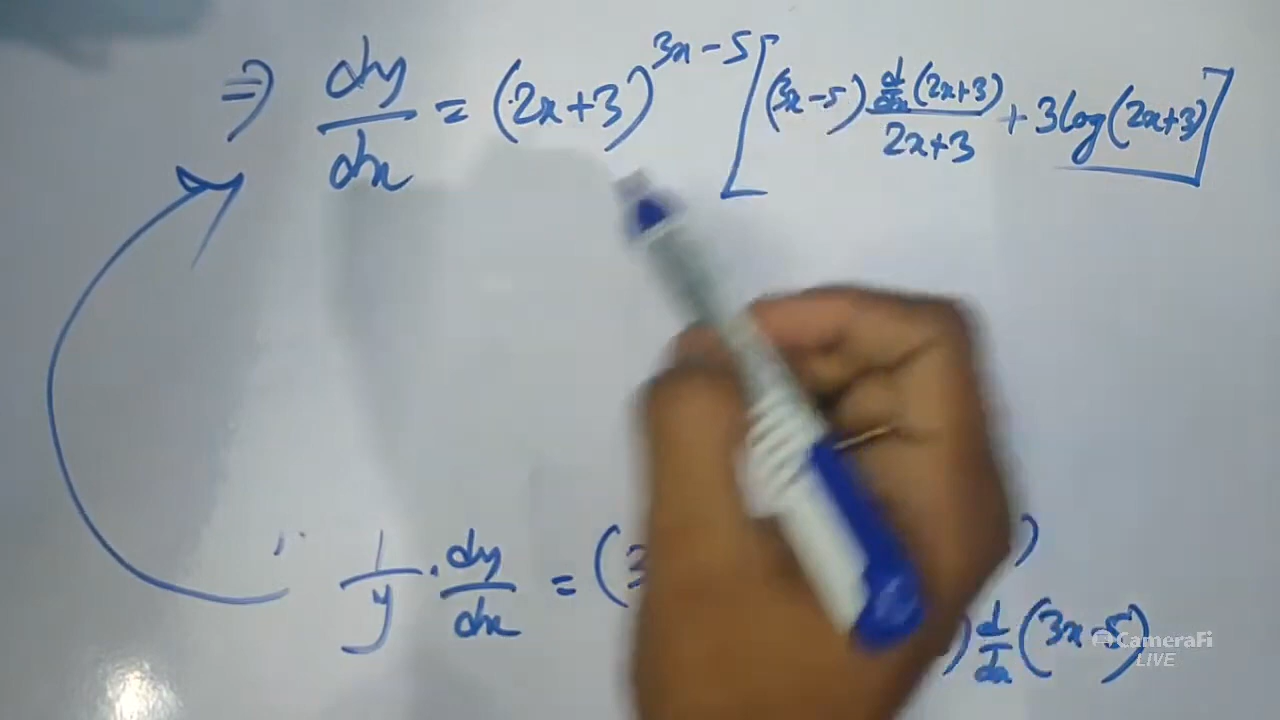 ⇒ dy/dx = (2x+3)^{3x-5} [(3x-5) d/dx(2x+3)/2x+3 + 3log(2x+3)]
1/y · dy/dx = (3 )
) d/dx (3x-5)
CameraFi
LIVE